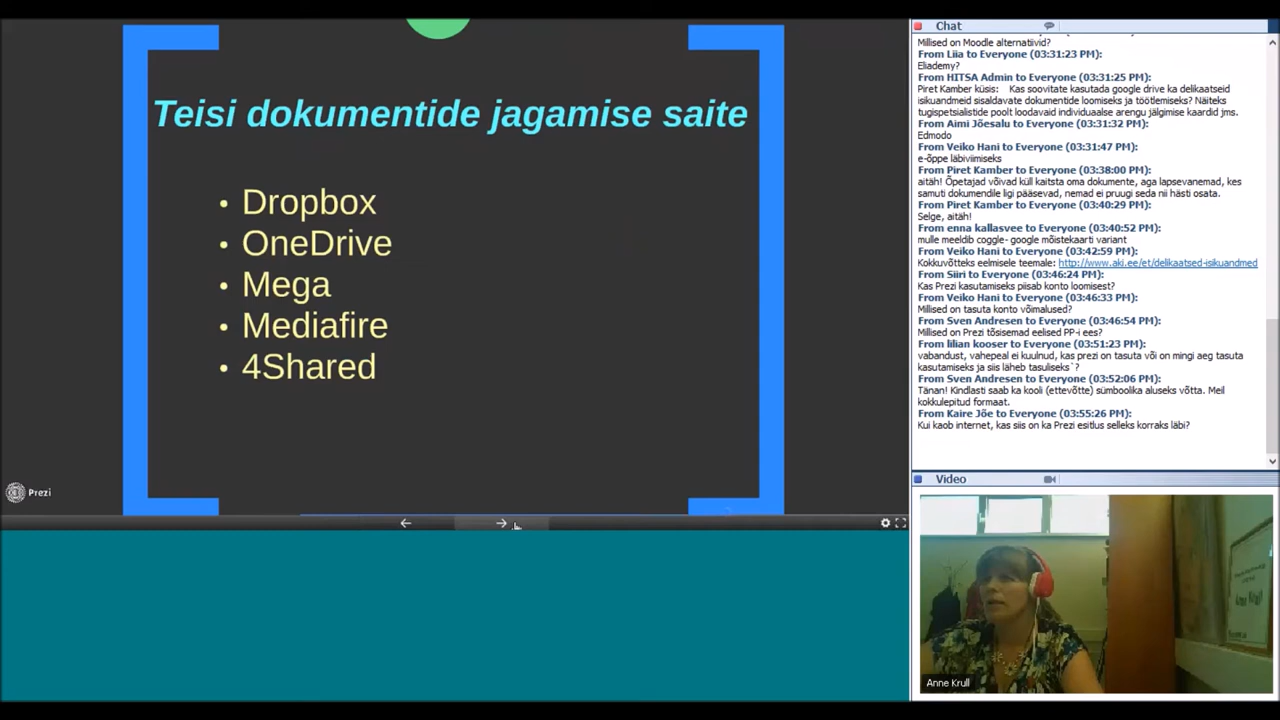 Teisi dokumentide jagamise saite
• Dropbox
• OneDrive
• Mega
• Mediafire
• 4Shared
Prezi
Chat
Millised on Moodle alternatiivid?
From Liia to Everyone (03:31:23 PM):
Eliademy?
From HITSA Admin to Everyone (03:31:25 PM):
Piret Kamber küsis: Kas soovitate kasutada google drive ka delikaatseid
isikuandmeid sisaldavate dokumentide loomiseks ja töötlemiseks? Näiteks
tugispetsialistide poolt loodavaid individuaalse arengu jälgimise kaardid jms.
From Aimi Jõesalu to Everyone (03:31:32 PM):
Edmodo
From Veiko Hani to Everyone (03:31:47 PM):
e-õppe läbiviimiseks
From Piret Kamber to Everyone (03:38:00 PM):
aitäh! Õpetajad võivad küll kaitsta oma dokumente, aga lapsevanemad, kes
samuti dokumendile ligi pääsevad, nemad ei pruugi seda nii hästi osata.
From Piret Kamber to Everyone (03:40:29 PM):
Selge, aitäh!
From enna kallasvee to Everyone (03:40:52 PM):
mulle meeldib coggle- google mõistekaarti variant
From Veiko Hani to Everyone (03:42:59 PM):
Kokkuvõtteks eelmisele teemale: http://www.aki.ee/et/delikaatsed-isikuandmed
From Siiri to Everyone (03:46:24 PM):
Kas Prezi kasutamiseks piisab konto loomisest?
From Veiko Hani to Everyone (03:46:33 PM):
Millised on tasuta konto võimalused?
From Sven Andresen to Everyone (03:46:54 PM):
Millised on Prezi tõsisemad eelised PP-i ees?
From lilian kooser to Everyone (03:51:23 PM):
vabandust, vahepeal ei kuulnud, kas prezi on tasuta või on mingi aeg tasuta
kasutamiseks ja siis läheb tasuliseks`?
From Sven Andresen to Everyone (03:52:06 PM):
Tänan! Kindlasti saab ka kooli (ettevõtte) sümboolika aluseks võtta. Meil
kokkulepitud formaat.
From Kaire Jõe to Everyone (03:55:26 PM):
Kui kaob internet, kas siis on ka Prezi esitlus selleks korraks läbi?
Video
Anne Krull